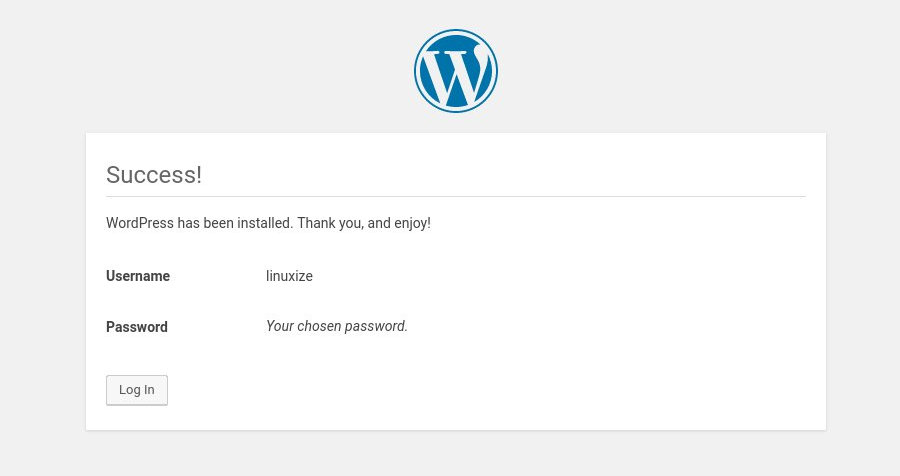 Success!
WordPress has been installed. Thank you, and enjoy!
Username linuxize
Password Your chosen password.
Log In